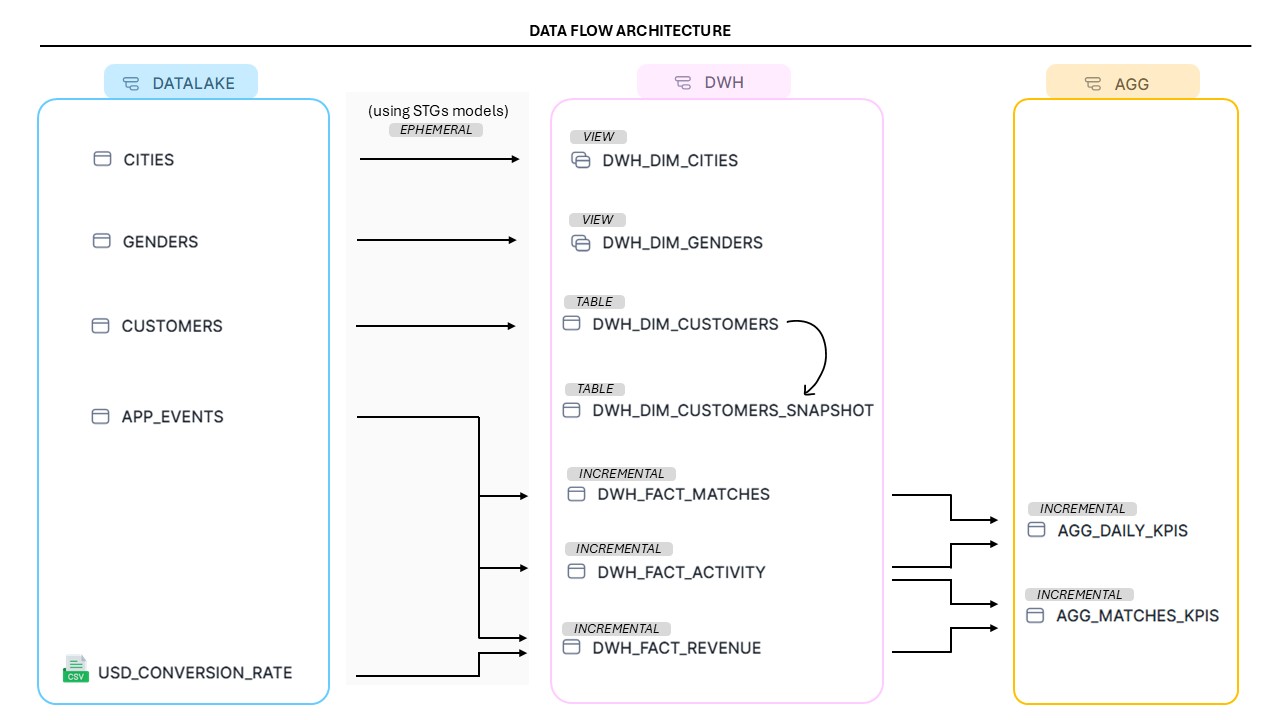 DATA FLOW ARCHITECTURE
DATALAKE
CITIES
GENDERS
CUSTOMERS
APP_EVENTS
CSV
USD_CONVERSION_RATE
(using STGs models)
EPHEMERAL
DWH
VIEW
DWH_DIM_CITIES
VIEW
DWH_DIM_GENDERS
TABLE
DWH_DIM_CUSTOMERS
TABLE
DWH_DIM_CUSTOMERS_SNAPSHOT
INCREMENTAL
DWH_FACT_MATCHES
INCREMENTAL
DWH_FACT_ACTIVITY
INCREMENTAL
DWH_FACT_REVENUE
AGG
INCREMENTAL
AGG_DAILY_KPIS
INCREMENTAL
AGG_MATCHES_KPIS